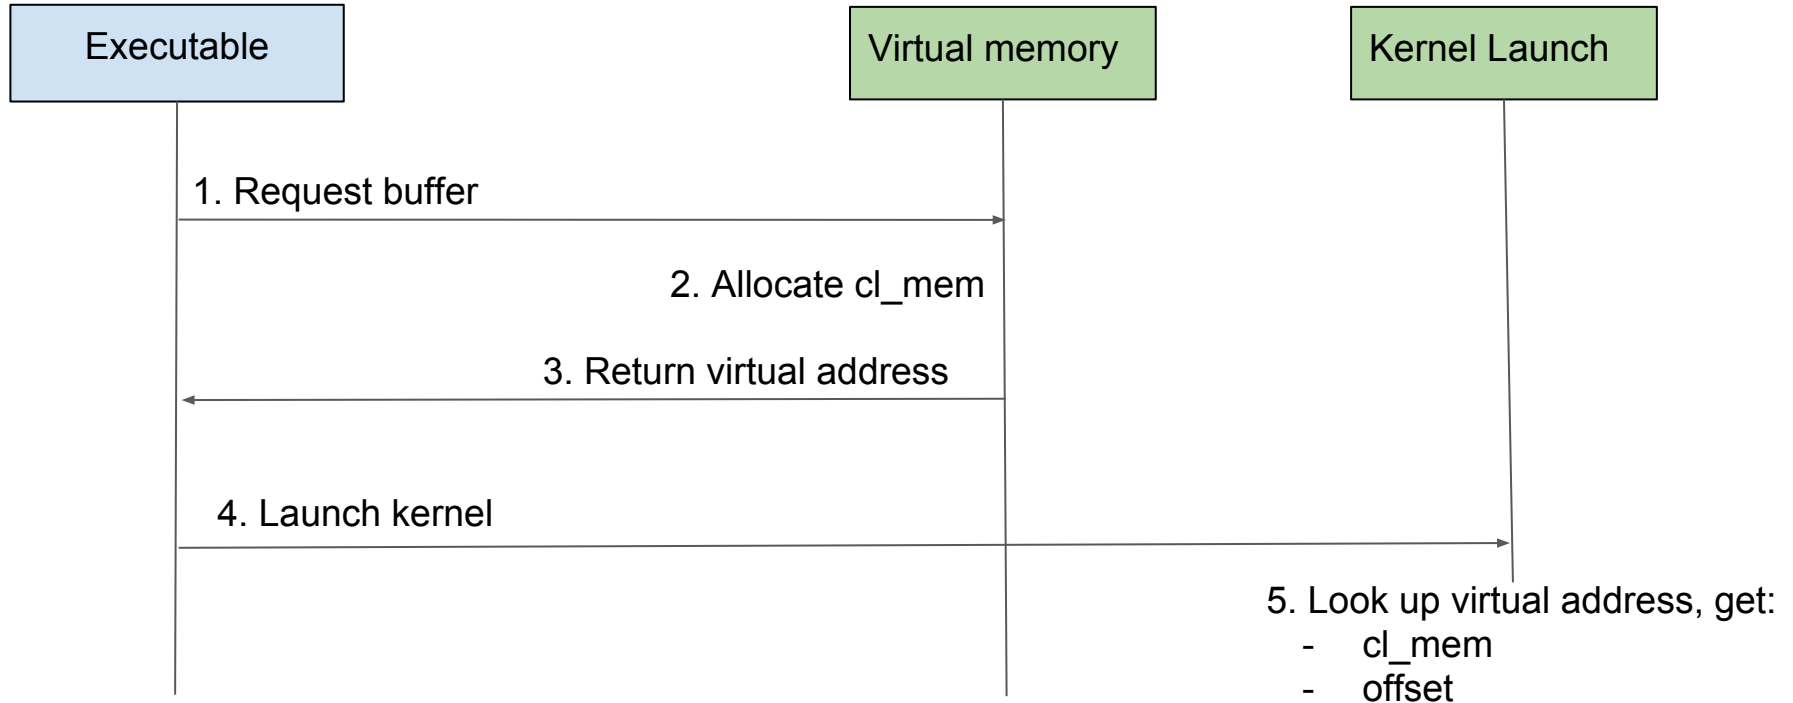 Executable
Virtual memory
Kernel Launch
1. Request buffer
2. Allocate cl_mem
3. Return virtual address
4. Launch kernel
5. Look up virtual address, get:
- cl_mem
- offset